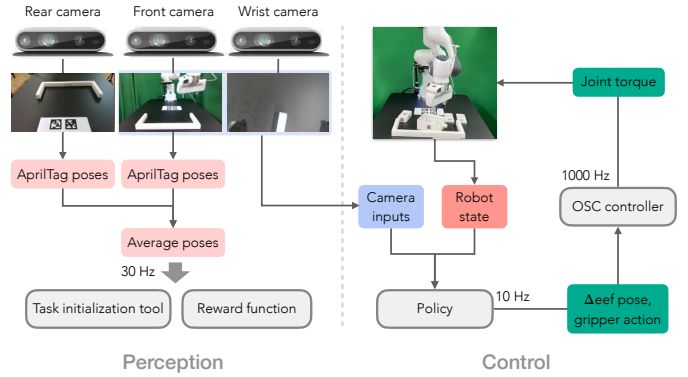 Rear camera
Front camera
Wrist camera
AprilTag poses
AprilTag poses
Average poses
30 Hz
Task initialization tool
Reward function
Perception
Joint torque
1000 Hz
OSC controller
Camera
inputs
Robot
state
Policy
10 Hz
Δeef pose,
gripper action
Control